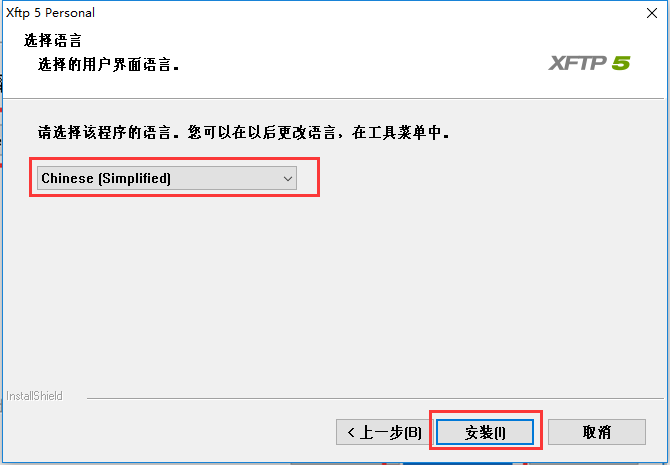 Xftp 5 Personal
选择语言
选择的用户界面语言。
XFTP 5
请选择该程序的语言。您可以在以后更改语言，在工具菜单中。
Chinese (Simplified)
InstallShield
< 上一步(B)
安装(I)
取消